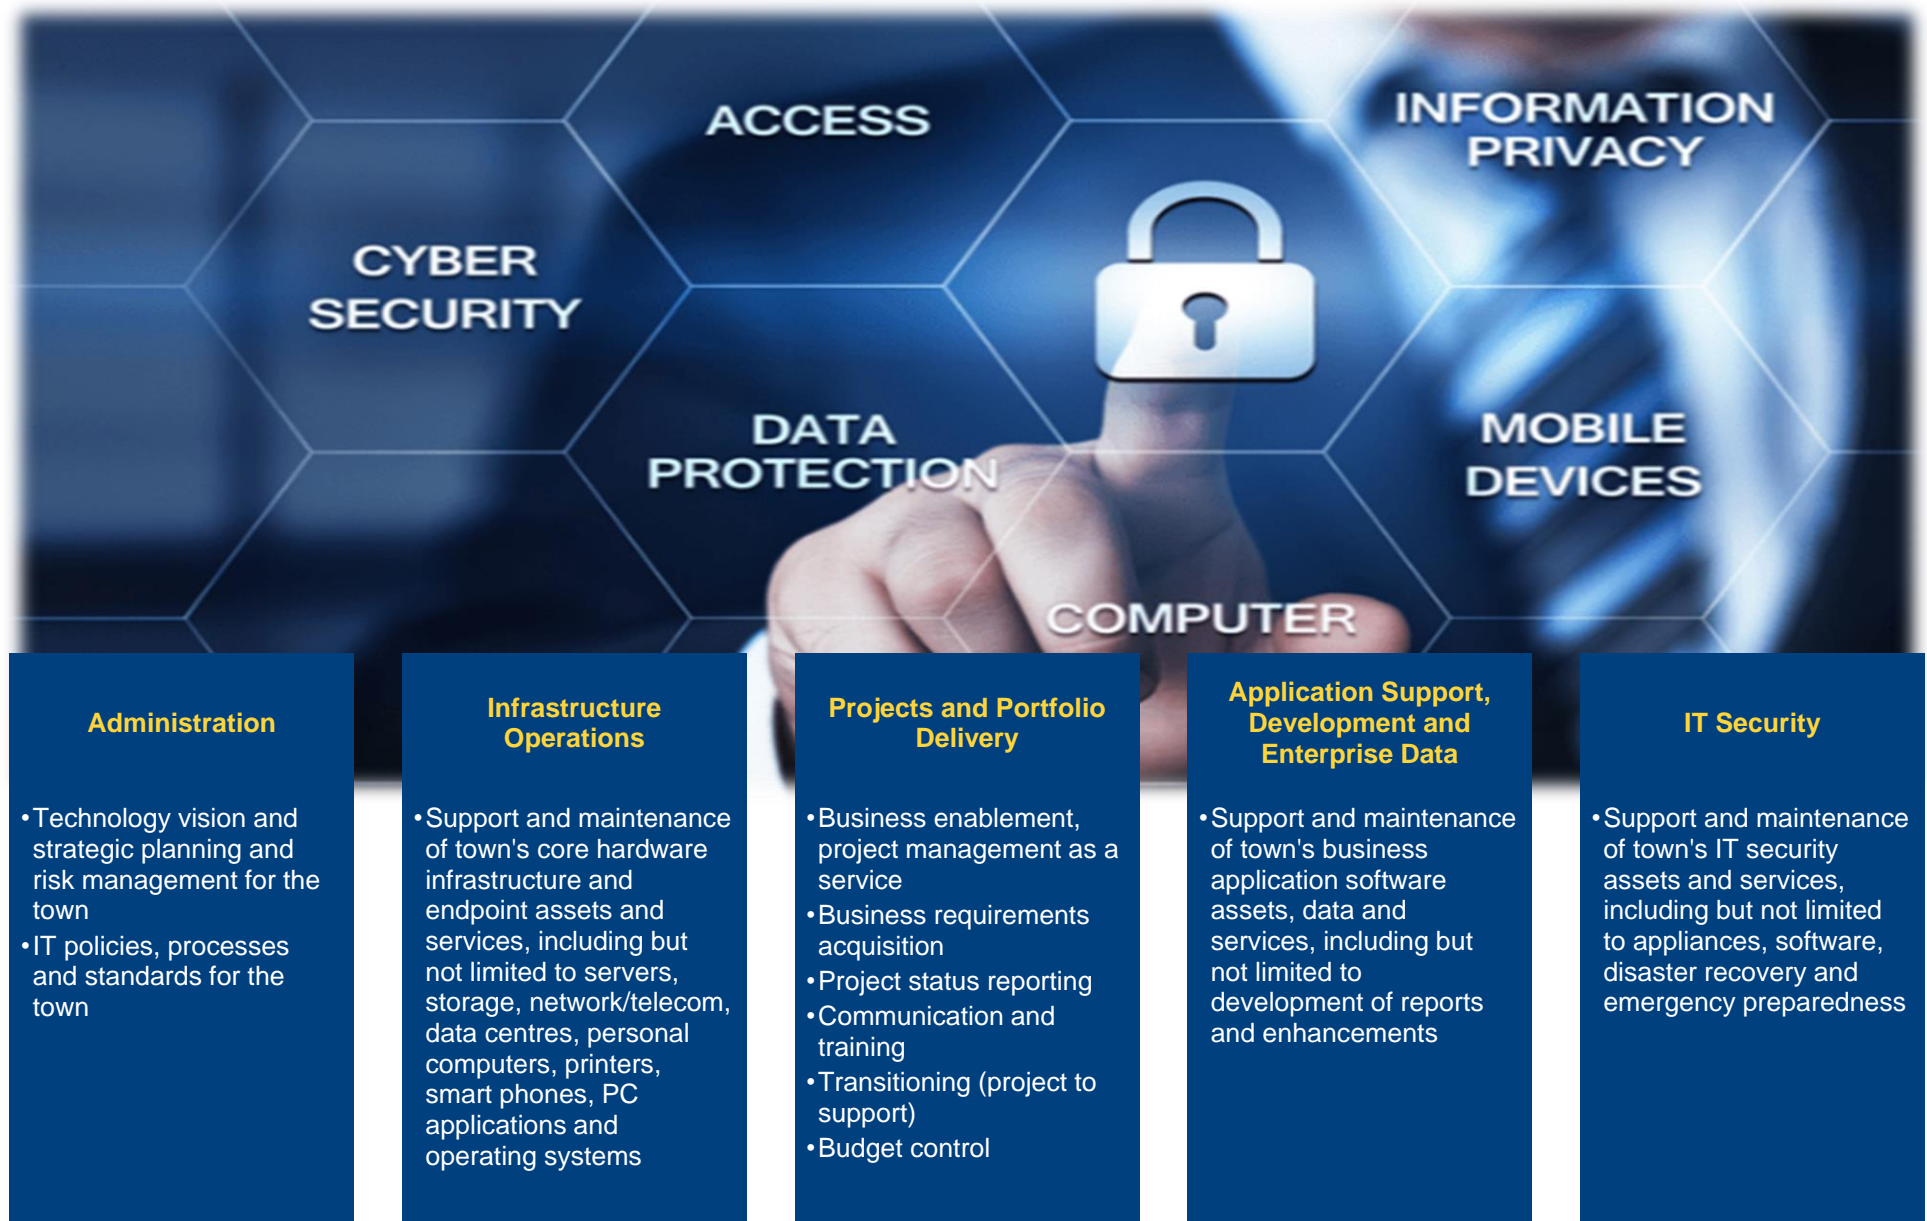 ACCESS
INFORMATION
PRIVACY
CYBER
SECURITY
DATA
PROTECTION
MOBILE
DEVICES
COMPUTER
Administration
•Technology vision and
strategic planning and
risk management for the
town
•IT policies, processes
and standards for the
town
Infrastructure
Operations
•Support and maintenance
of town's core hardware
infrastructure and
endpoint assets and
services, including but
not limited to servers,
storage, network/telecom,
data centres, personal
computers, printers,
smart phones, PC
applications and
operating systems
Projects and Portfolio
Delivery
•Business enablement,
project management as a
service
•Business requirements
acquisition
•Project status reporting
•Communication and
training
•Transitioning (project to
support)
•Budget control
Application Support,
Development and
Enterprise Data
•Support and maintenance
of town's business
application software
assets, data and
services, including but
not limited to
development of reports
and enhancements
IT Security
•Support and maintenance
of town's IT security
assets and services,
including but not limited
to appliances, software,
disaster recovery and
emergency preparedness